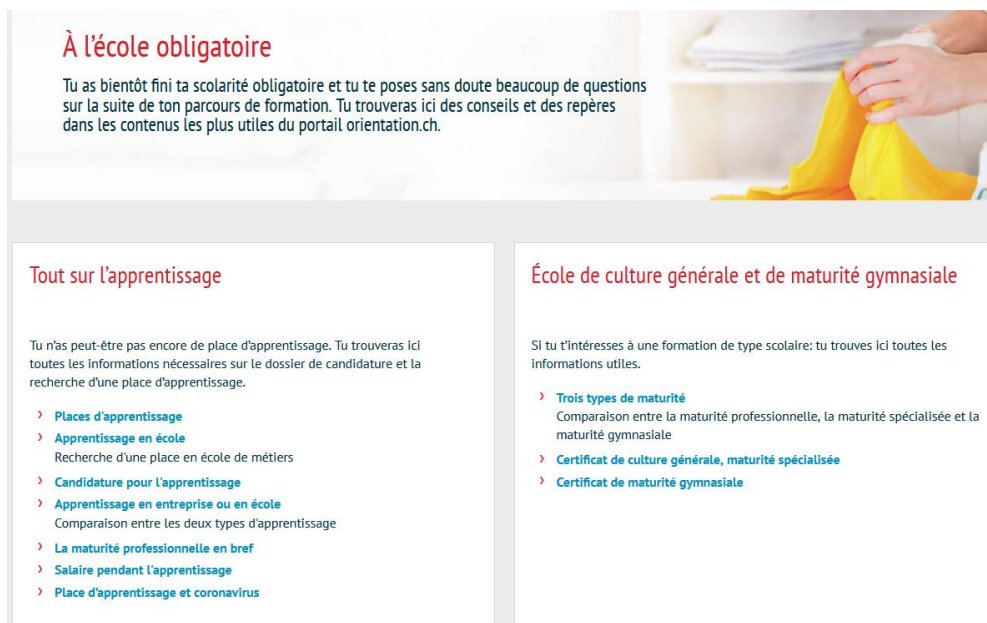 À l'école obligatoire
Tu as bientôt fini ta scolarité obligatoire et tu te poses sans doute beaucoup de questions
sur la suite de ton parcours de formation. Tu trouveras ici des conseils et des repères
dans les contenus les plus utiles du portail orientation.ch.
Tout sur l'apprentissage
Tu n'as peut-être pas encore de place d'apprentissage. Tu trouveras ici
toutes les informations nécessaires sur le dossier de candidature et la
recherche d'une place d'apprentissage.
› Places d'apprentissage
› Apprentissage en école
Recherche d'une place en école de métiers
› Candidature pour l'apprentissage
› Apprentissage en entreprise ou en école
Comparaison entre les deux types d'apprentissage
› La maturité professionnelle en bref
› Salaire pendant l'apprentissage
› Place d'apprentissage et coronavirus
École de culture générale et de maturité gymnasiale
Si tu t'intéresses à une formation de type scolaire: tu trouves ici toutes les
informations utiles.
› Trois types de maturité
Comparaison entre la maturité professionnelle, la maturité spécialisée et la
maturité gymnasiale
› Certificat de culture générale, maturité spécialisée
› Certificat de maturité gymnasiale